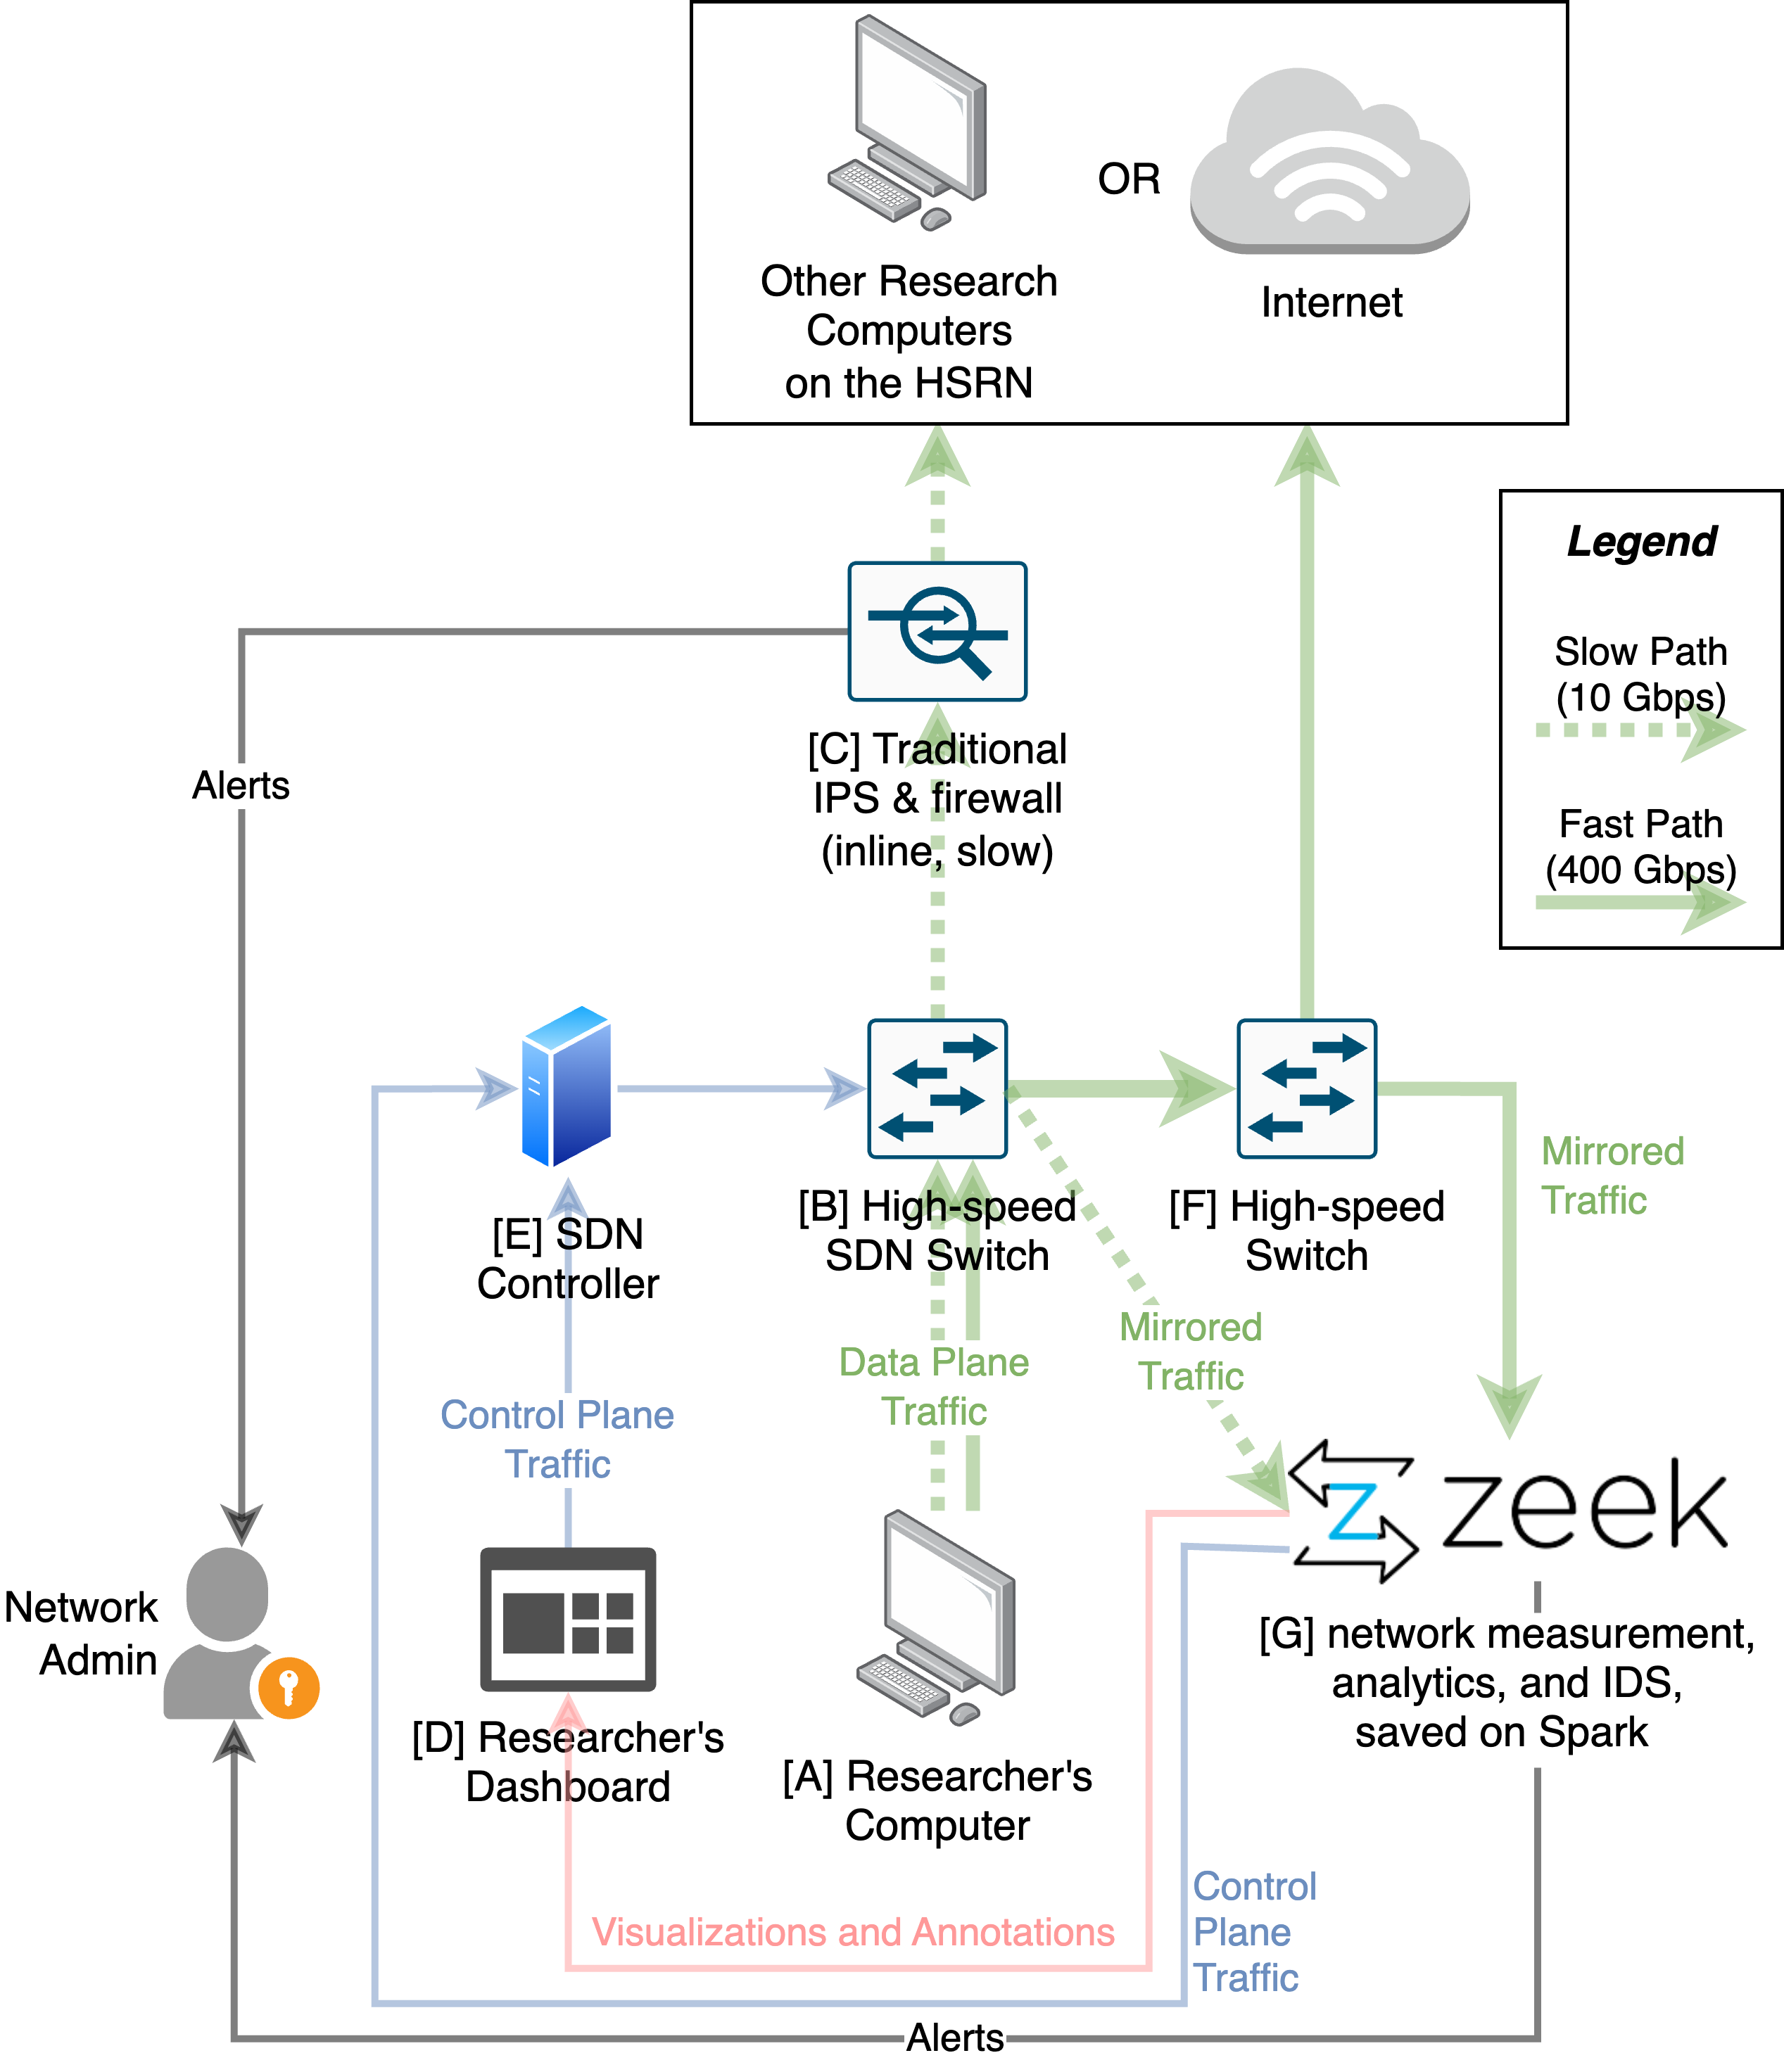 OR
Other Research
Computers
on the HSRN
Internet
Legend
Slow Path
(10 Gbps)
Fast Path
(400 Gbps)
[C] Traditional
IPS & firewall
(inline, slow)
Alerts
[E] SDN
Controller
[B] High-speed
SDN Switch
[F] High-speed
Switch
Mirrored
Traffic
Mirrored
Traffic
Data Plane
Traffic
Control Plane
Traffic
z zeek
Network
Admin
[D] Researcher's
Dashboard
[A] Researcher's
Computer
[G] network measurement,
analytics, and IDS,
saved on Spark
Visualizations and Annotations
Control
Plane
Traffic
Alerts